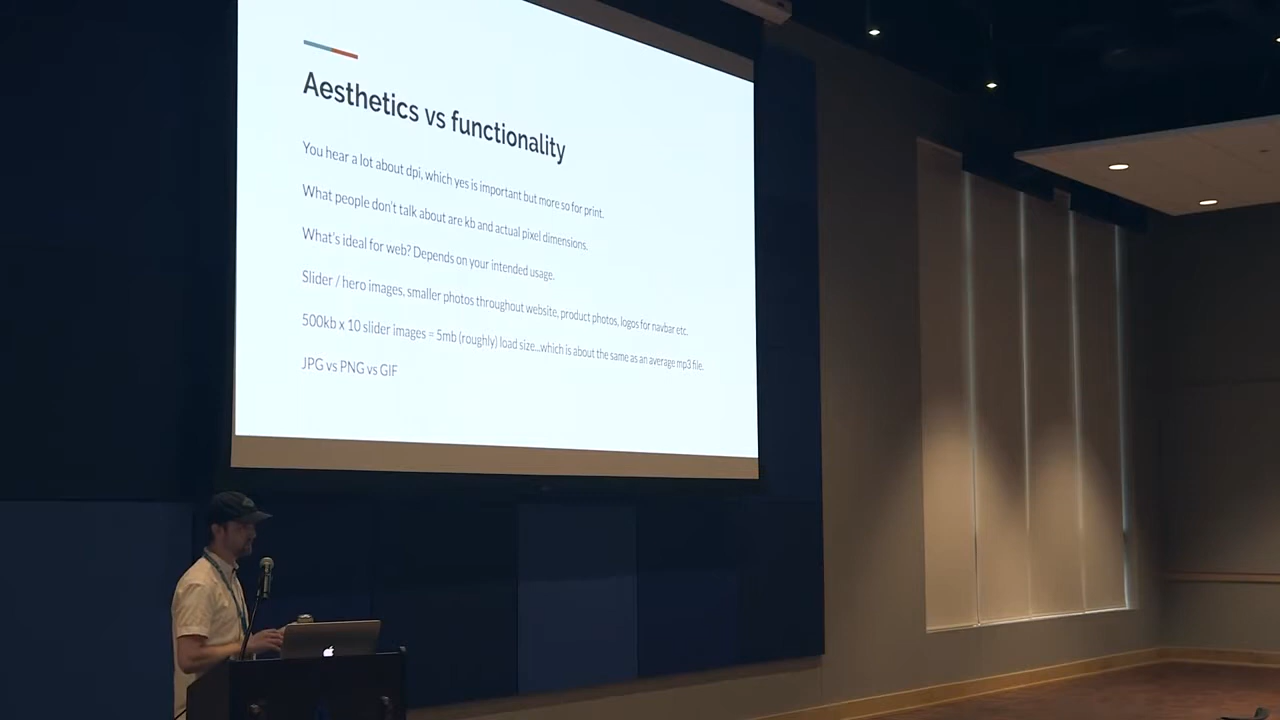 Aesthetics vs functionality
You hear a lot about dpi, which yes is important but more so for print.
What people don't talk about are kb and actual pixel dimensions.
What's ideal for web? Depends on your intended usage.
Slider / hero images, smaller photos throughout website, product photos, logos for navbar etc.
500kb x 10 slider images = 5mb (roughly) load size...which is about the same as an average mp3 file.
JPG vs PNG vs GIF